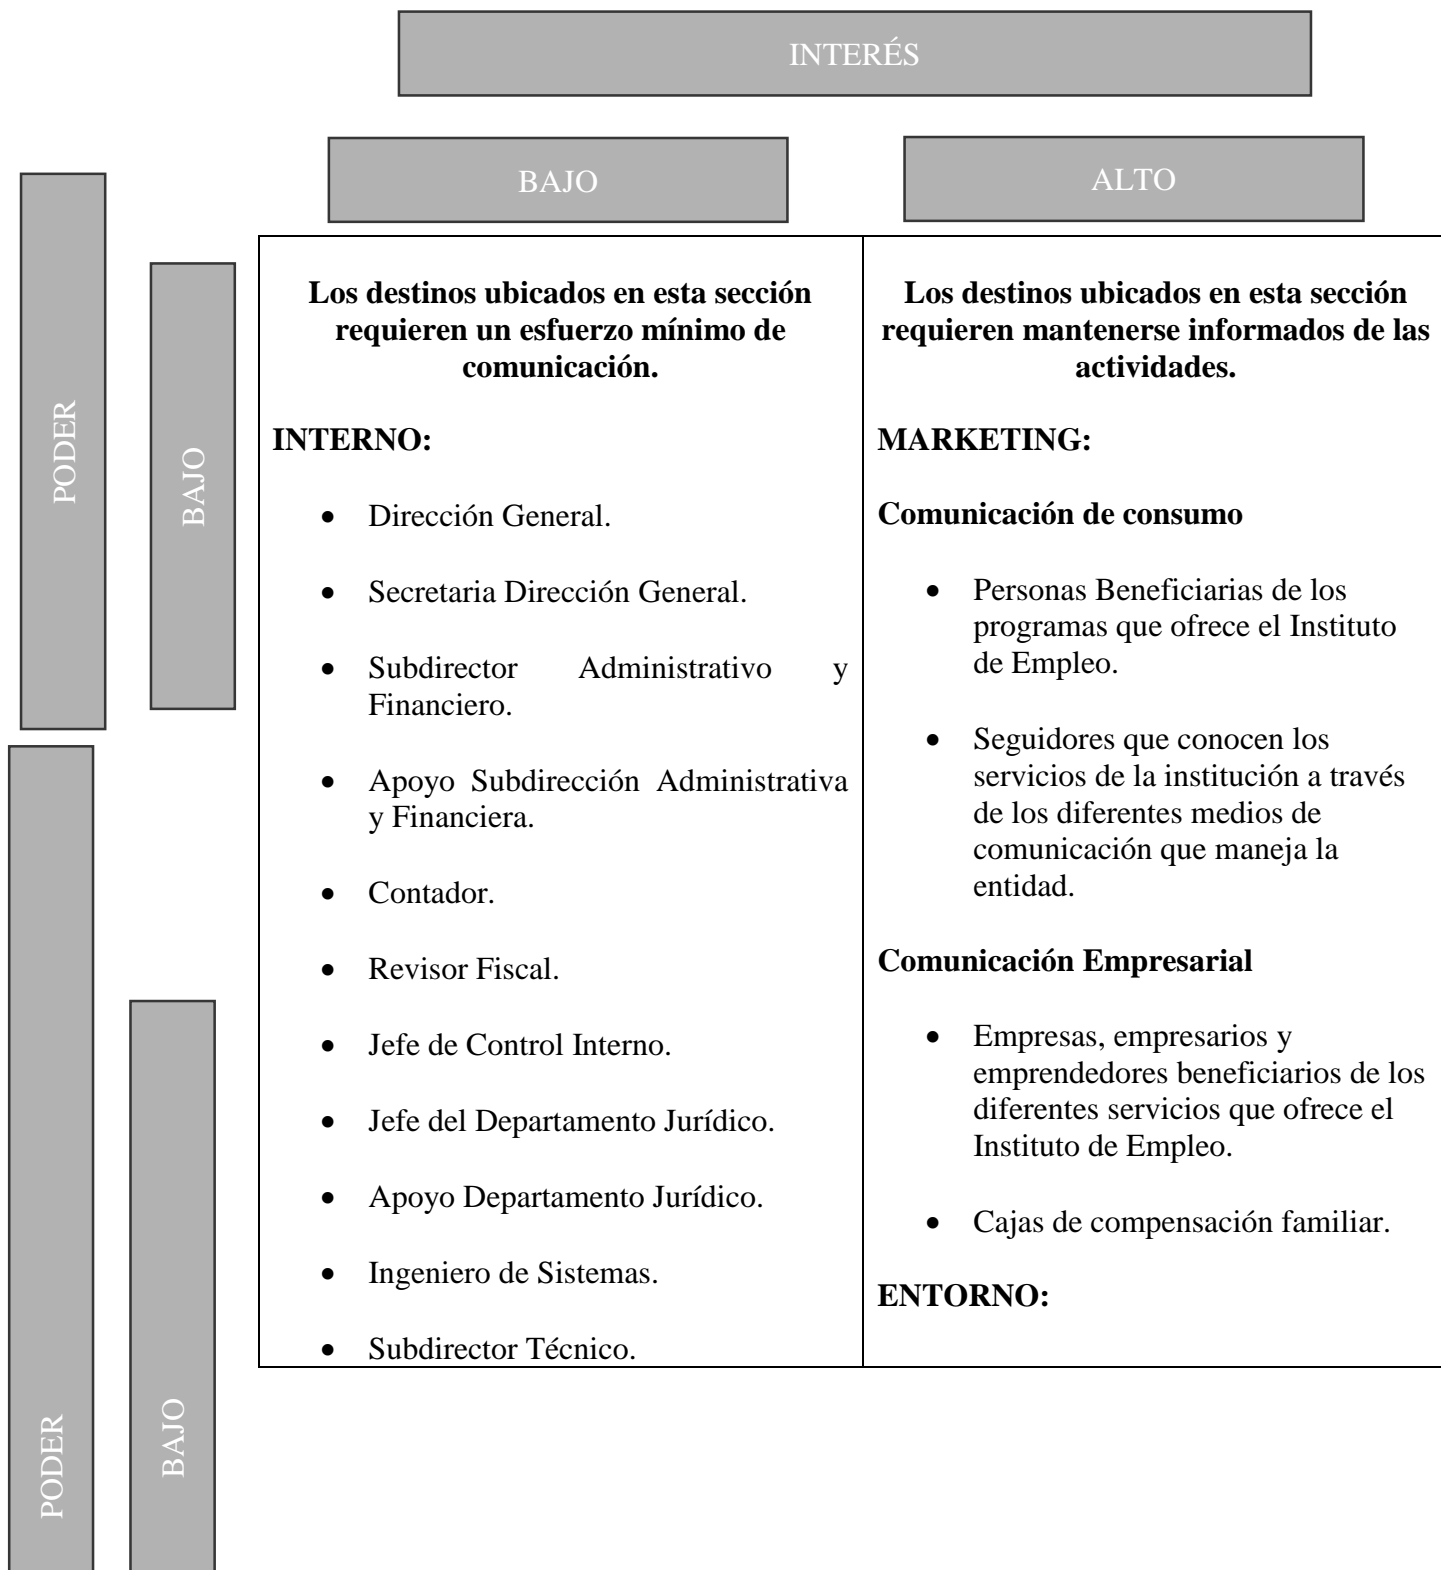 INTERÉS
BAJO
ALTO
PODER
BAJO
Los destinos ubicados en esta sección
requieren un esfuerzo mínimo de
comunicación.
INTERNO:
• Dirección General.
• Secretaria Dirección General.
• Subdirector Administrativo y
Financiero.
• Apoyo Subdirección Administrativa
y Financiera.
• Contador.
• Revisor Fiscal.
• Jefe de Control Interno.
• Jefe del Departamento Jurídico.
• Apoyo Departamento Jurídico.
• Ingeniero de Sistemas.
• Subdirector Técnico.
Los destinos ubicados en esta sección
requieren mantenerse informados de las
actividades.
MARKETING:
Comunicación de consumo
• Personas Beneficiarias de los
programas que ofrece el Instituto
de Empleo.
• Seguidores que conocen los
servicios de la institución a través
de los diferentes medios de
comunicación que maneja la
entidad.
Comunicación Empresarial
• Empresas, empresarios y
emprendedores beneficiarios de los
diferentes servicios que ofrece el
Instituto de Empleo.
• Cajas de compensación familiar.
ENTORNO:
PODER
BAJO